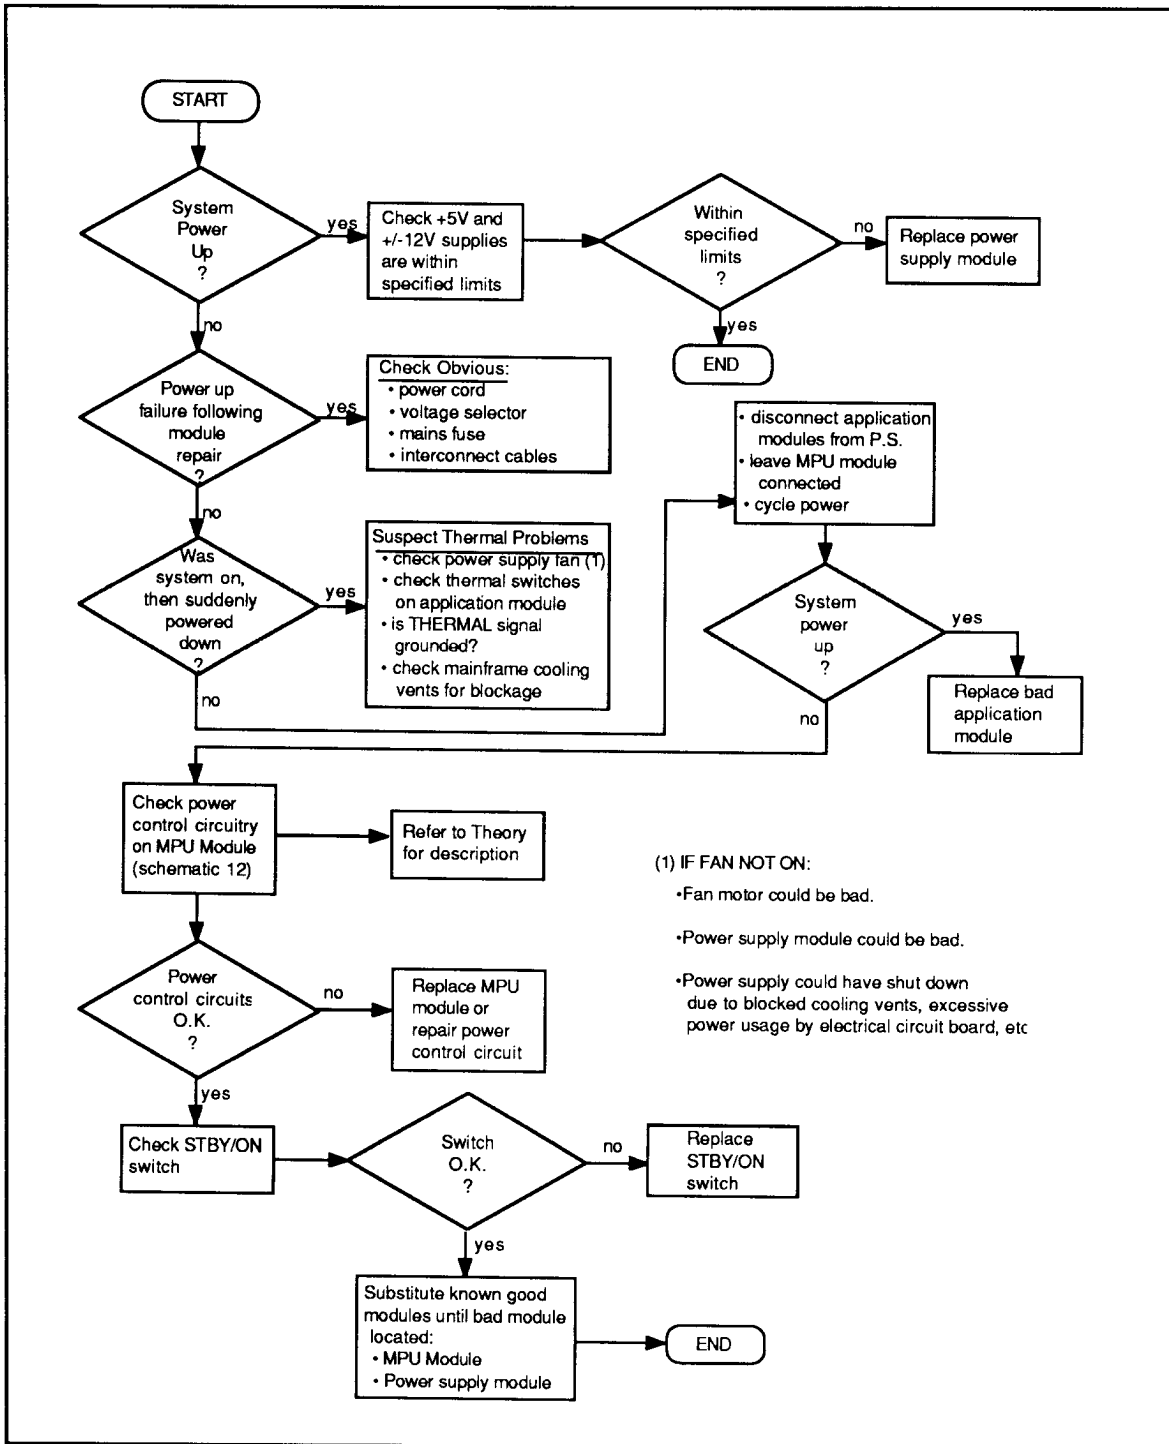 START
System
Power
Up
?
yes
Check +5V and
+/-12V supplies
are within
specified limits
Within
specified
limits
?
no
Replace power
supply module
yes
END
no
Power up
failure following
module
repair
?
yes
Check Obvious:
• power cord
• voltage selector
• mains fuse
• interconnect cables
no
Was
system on,
then suddenly
powered
down
?
yes
Suspect Thermal Problems
• check power supply fan (1)
• check thermal switches
on application module
• is THERMAL signal
grounded?
• check mainframe cooling
vents for blockage
no
• disconnect application
modules from P.S.
• leave MPU module
connected
• cycle power
System
power
up
?
yes
Replace bad
application
module
no
Check power
control circuitry
on MPU Module
(schematic 12)
Refer to Theory
for description
(1) IF FAN NOT ON:
•Fan motor could be bad.
•Power supply module could be bad.
•Power supply could have shut down
due to blocked cooling vents, excessive
power usage by electrical circuit board, etc
Power
control circuits
O.K.
?
no
Replace MPU
module or
repair power
control circuit
yes
Check STBY/ON
switch
Switch
O.K.
?
no
Replace
STBY/ON
switch
yes
Substitute known good
modules until bad module
located:
• MPU Module
• Power supply module
END